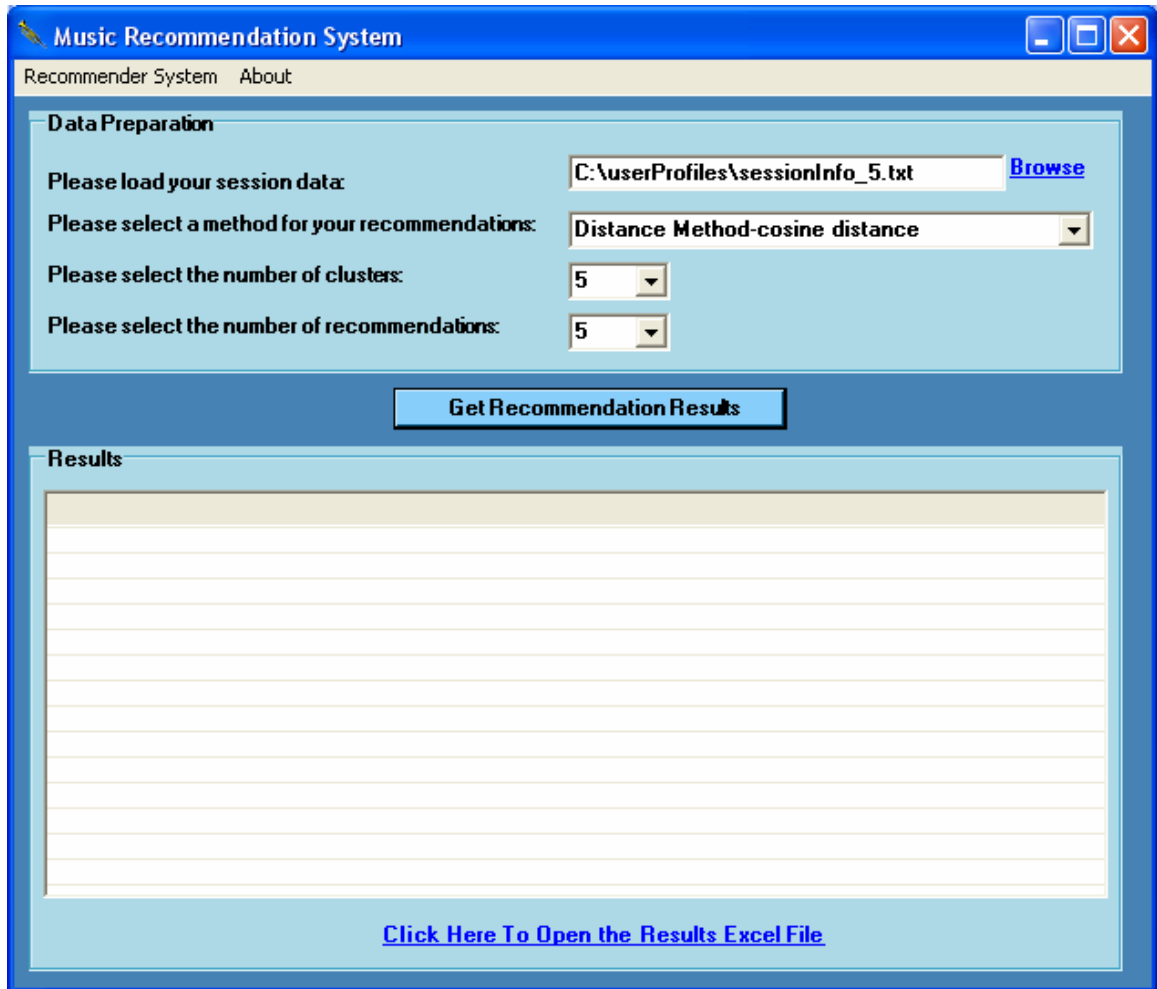 Music Recommendation System
Recommender System About
Data Preparation
Please load your session data: C:\userProfiles\sessionInfo_5.txt Browse
Please select a method for your recommendations: Distance Method-cosine distance
Please select the number of clusters: 5
Please select the number of recommendations: 5
Get Recommendation Results
Results
Click Here To Open the Results Excel File